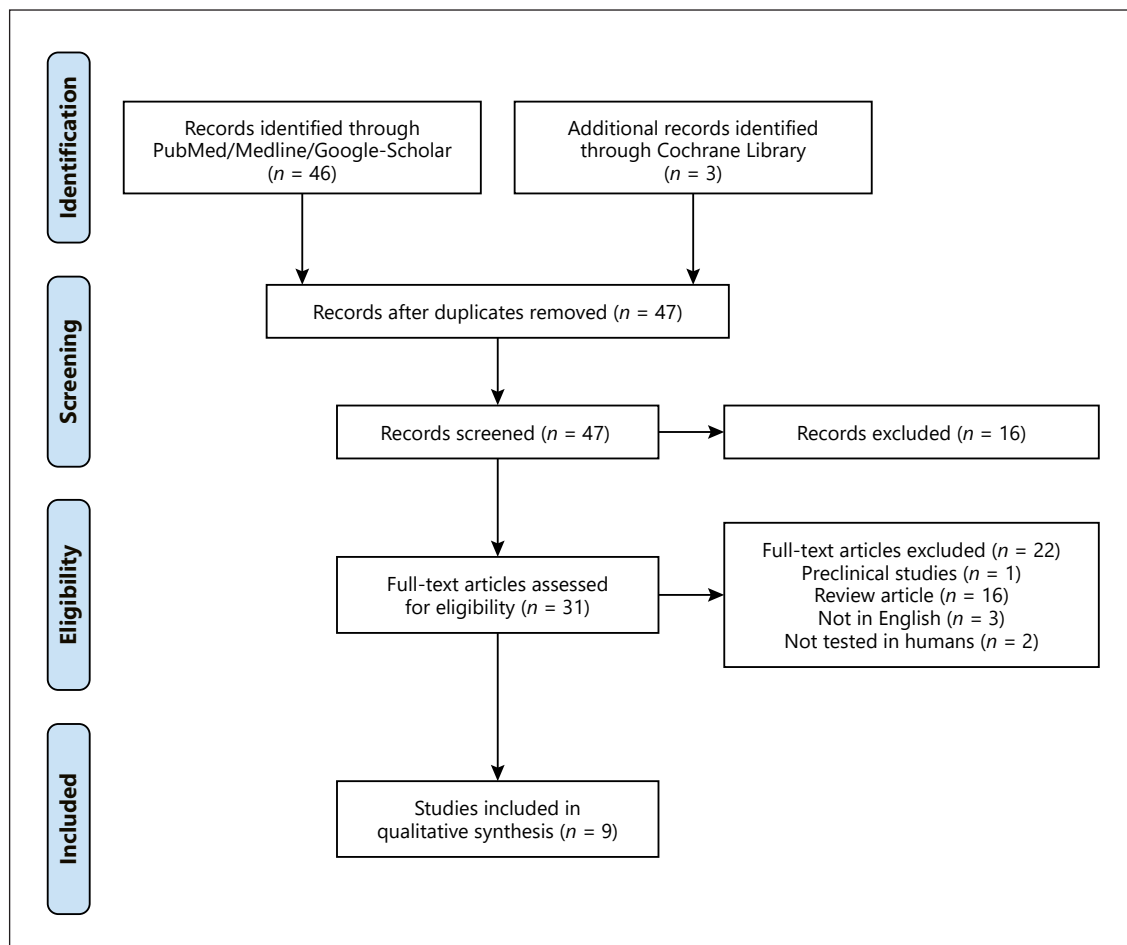 Identification
Records identified through
PubMed/Medline/Google-Scholar
(n = 46)
Additional records identified
through Cochrane Library
(n = 3)
Screening
Records after duplicates removed (n = 47)
Records screened (n = 47)
Records excluded (n = 16)
Eligibility
Full-text articles assessed
for eligibility (n = 31)
Full-text articles excluded (n = 22)
Preclinical studies (n = 1)
Review article (n = 16)
Not in English (n = 3)
Not tested in humans (n = 2)
Included
Studies included in
qualitative synthesis (n = 9)